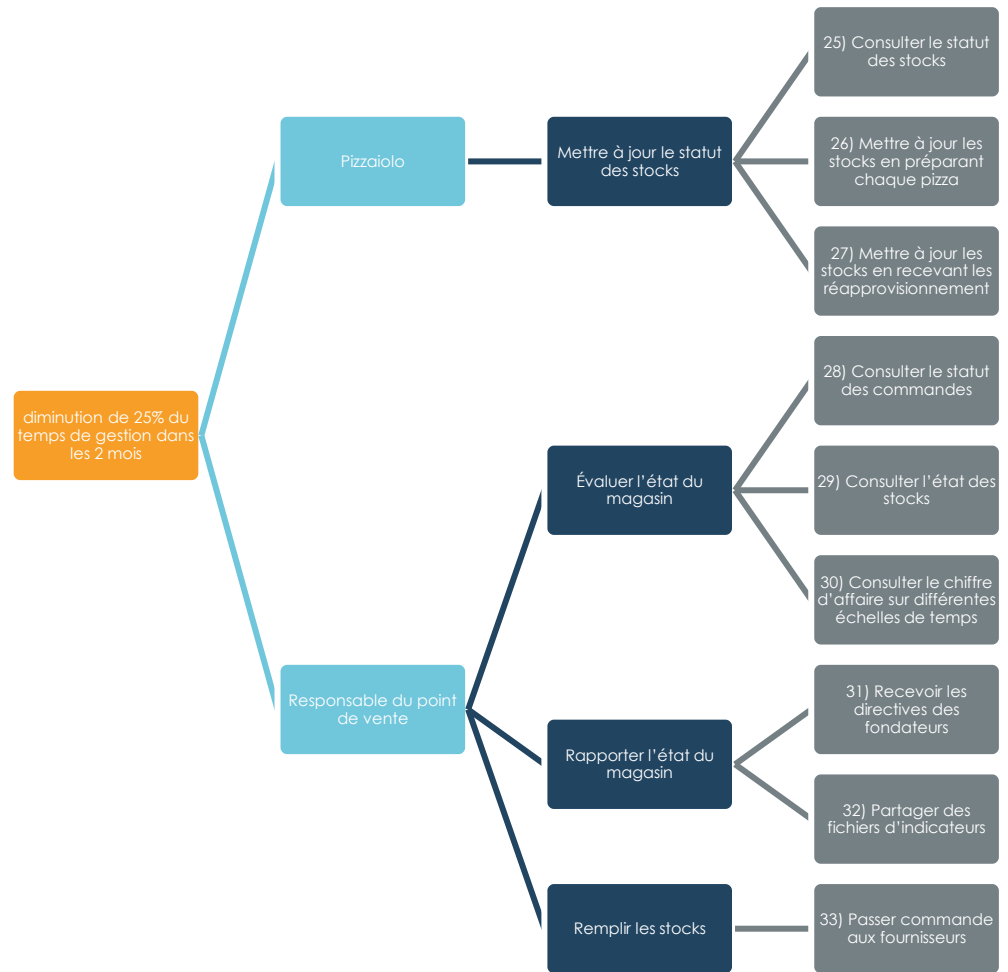 25) Consulter le statut
des stocks
Pizzaiolo
Mettre à jour le statut
des stocks
26) Mettre à jour les
stocks en préparant
chaque pizza
27) Mettre à jour les
stocks en recevant les
réapprovisionnement
diminution de 25% du
temps de gestion dans
les 2 mois
28) Consulter le statut
des commandes
Évaluer l’état du
magasin
29) Consulter l’état des
stocks
30) Consulter le chiffre
d’affaire sur différentes
échelles de temps
Responsable du point
de vente
31) Recevoir les
directives des
fondateurs
Rapporter l’état du
magasin
32) Partager des
fichiers d’indicateurs
Remplir les stocks
33) Passer commande
aux fournisseurs